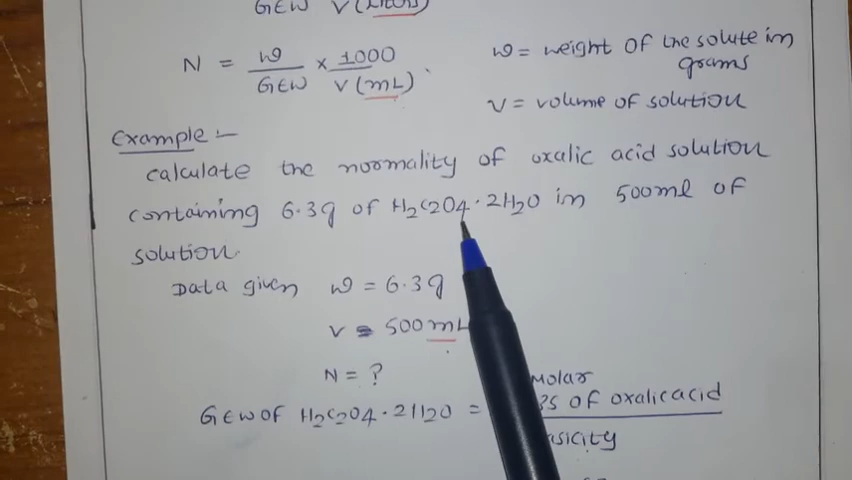 GEW V(Liters)
N = W/GEW × 1000/V(mL)
W = weight of the solute in grams
V = volume of solution
Example :-
calculate the normality of oxalic acid solution
containing 6.3g of H2C2O4·2H2O in 500ml of
solution.
Data given W = 6.3g
V = 500mL
N = ?
GEW of H2C2O4·2H2O = Molar
of oxalic acid